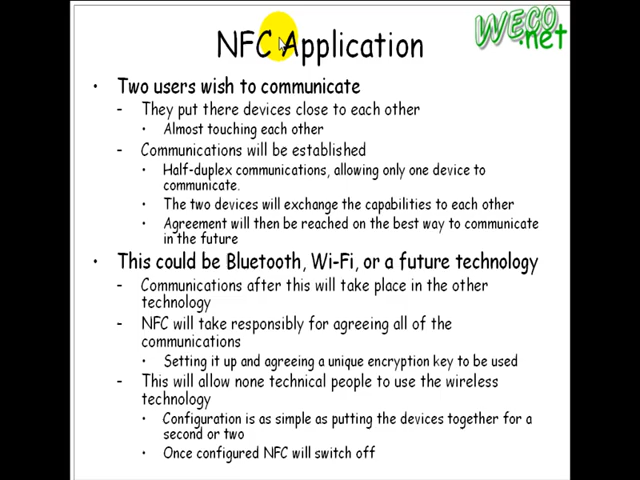 NFC Application
WECO
.net
• Two users wish to communicate
– They put there devices close to each other
• Almost touching each other
– Communications will be established
• Half-duplex communications, allowing only one device to
communicate.
• The two devices will exchange the capabilities to each other
• Agreement will then be reached on the best way to communicate
in the future
• This could be Bluetooth, Wi-Fi, or a future technology
– Communications after this will take place in the other
technology
– NFC will take responsibly for agreeing all of the
communications
• Setting it up and agreeing a unique encryption key to be used
– This will allow none technical people to use the wireless
technology
• Configuration is as simple as putting the devices together for a
second or two
• Once configured NFC will switch off